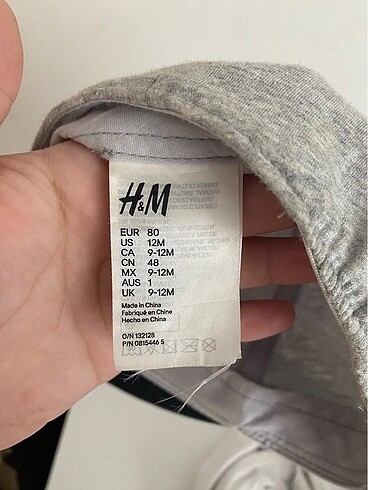 H&M
EUR 80
US 12M
CA 9-12M
CN 48
MX 9-12M
AUS 1
UK 9-12M
Made in China
Fabriqué en Chine
Hecho en China
O/N 132128
P/N 0815446 5